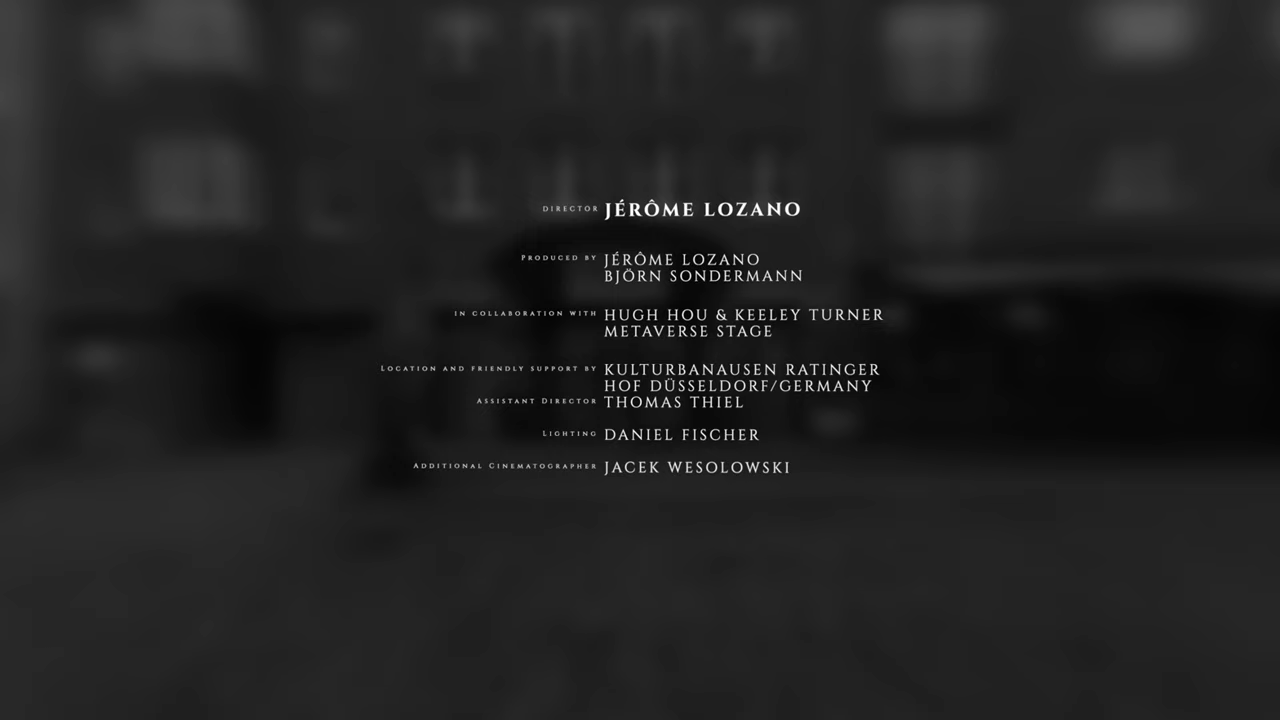 DIRECTOR JÉRÔME LOZANO
PRODUCED BY JÉRÔME LOZANO
BJÖRN SONDERMANN
IN COLLABORATION WITH HUGH HOU & KEELEY TURNER
METAVERSE STAGE
LOCATION AND FRIENDLY SUPPORT BY KULTURBANAUSEN RATINGER
HOF DÜSSELDORF/GERMANY
ASSISTANT DIRECTOR THOMAS THIEL
LIGHTING DANIEL FISCHER
ADDITIONAL CINEMATOGRAPHER JACEK WESOLOWSKI